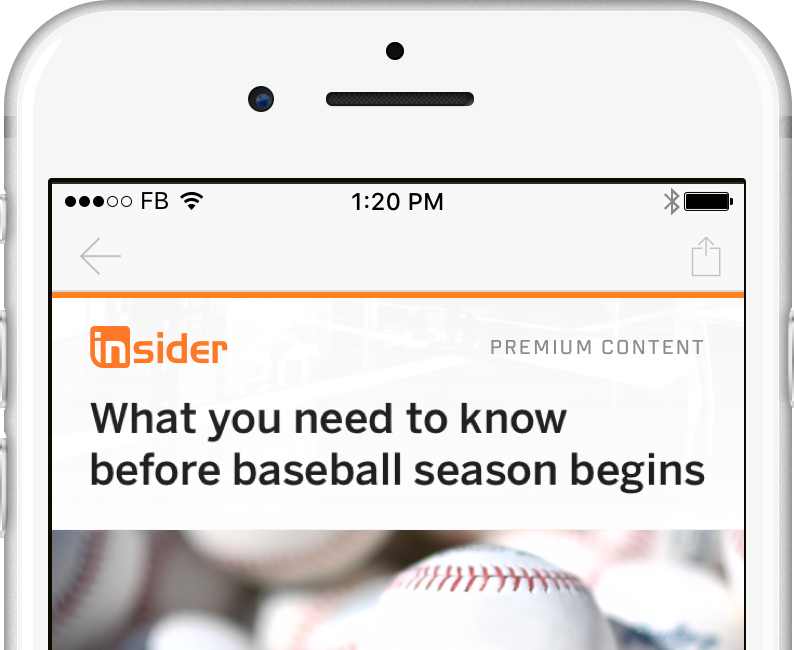 FB 1:20 PM
insider PREMIUM CONTENT
What you need to know
before baseball season begins